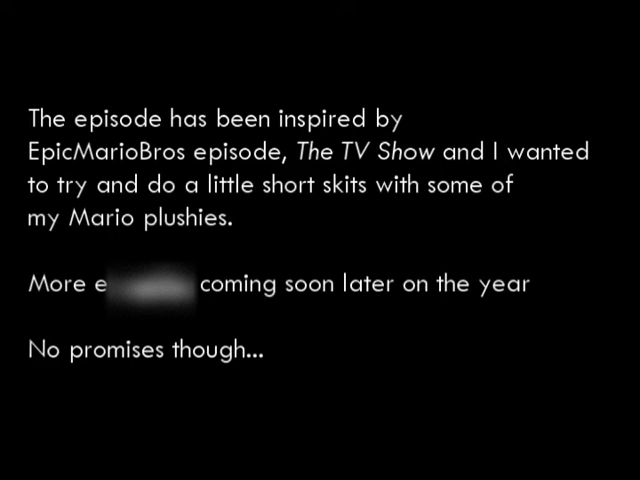 The episode has been inspired by
EpicMarioBros episode, The TV Show and I wanted
to try and do a little short skits with some of
my Mario plushies.
More coming soon later on the year
No promises though...